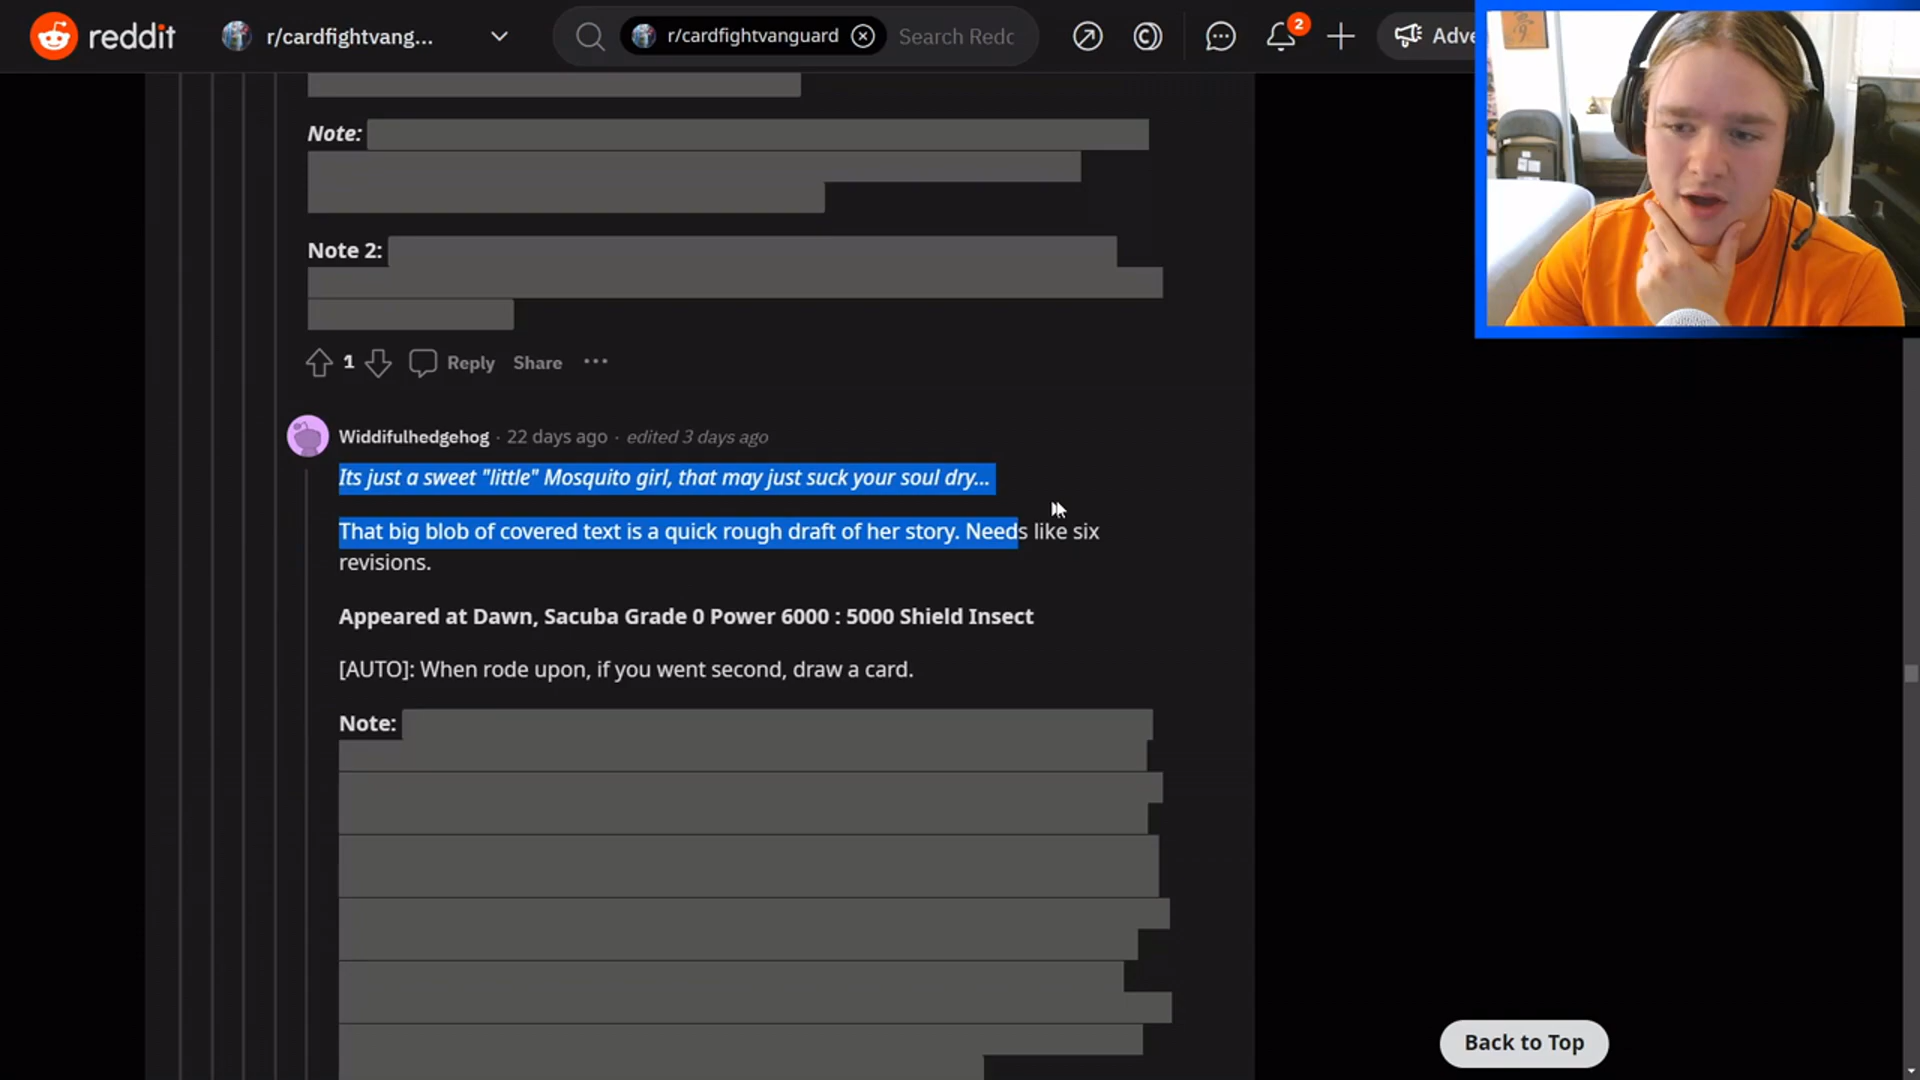 reddit
r/cardfightvang...
r/cardfightvanguard
Search Redc
2
Adve
Note:
Note 2:
1
Reply
Share
Widdifulhedgehog · 22 days ago · edited 3 days ago
Its just a sweet "little" Mosquito girl, that may just suck your soul dry...
That big blob of covered text is a quick rough draft of her story. Needs like six
revisions.
Appeared at Dawn, Sacuba Grade 0 Power 6000 : 5000 Shield Insect
[AUTO]: When rode upon, if you went second, draw a card.
Note:
Back to Top